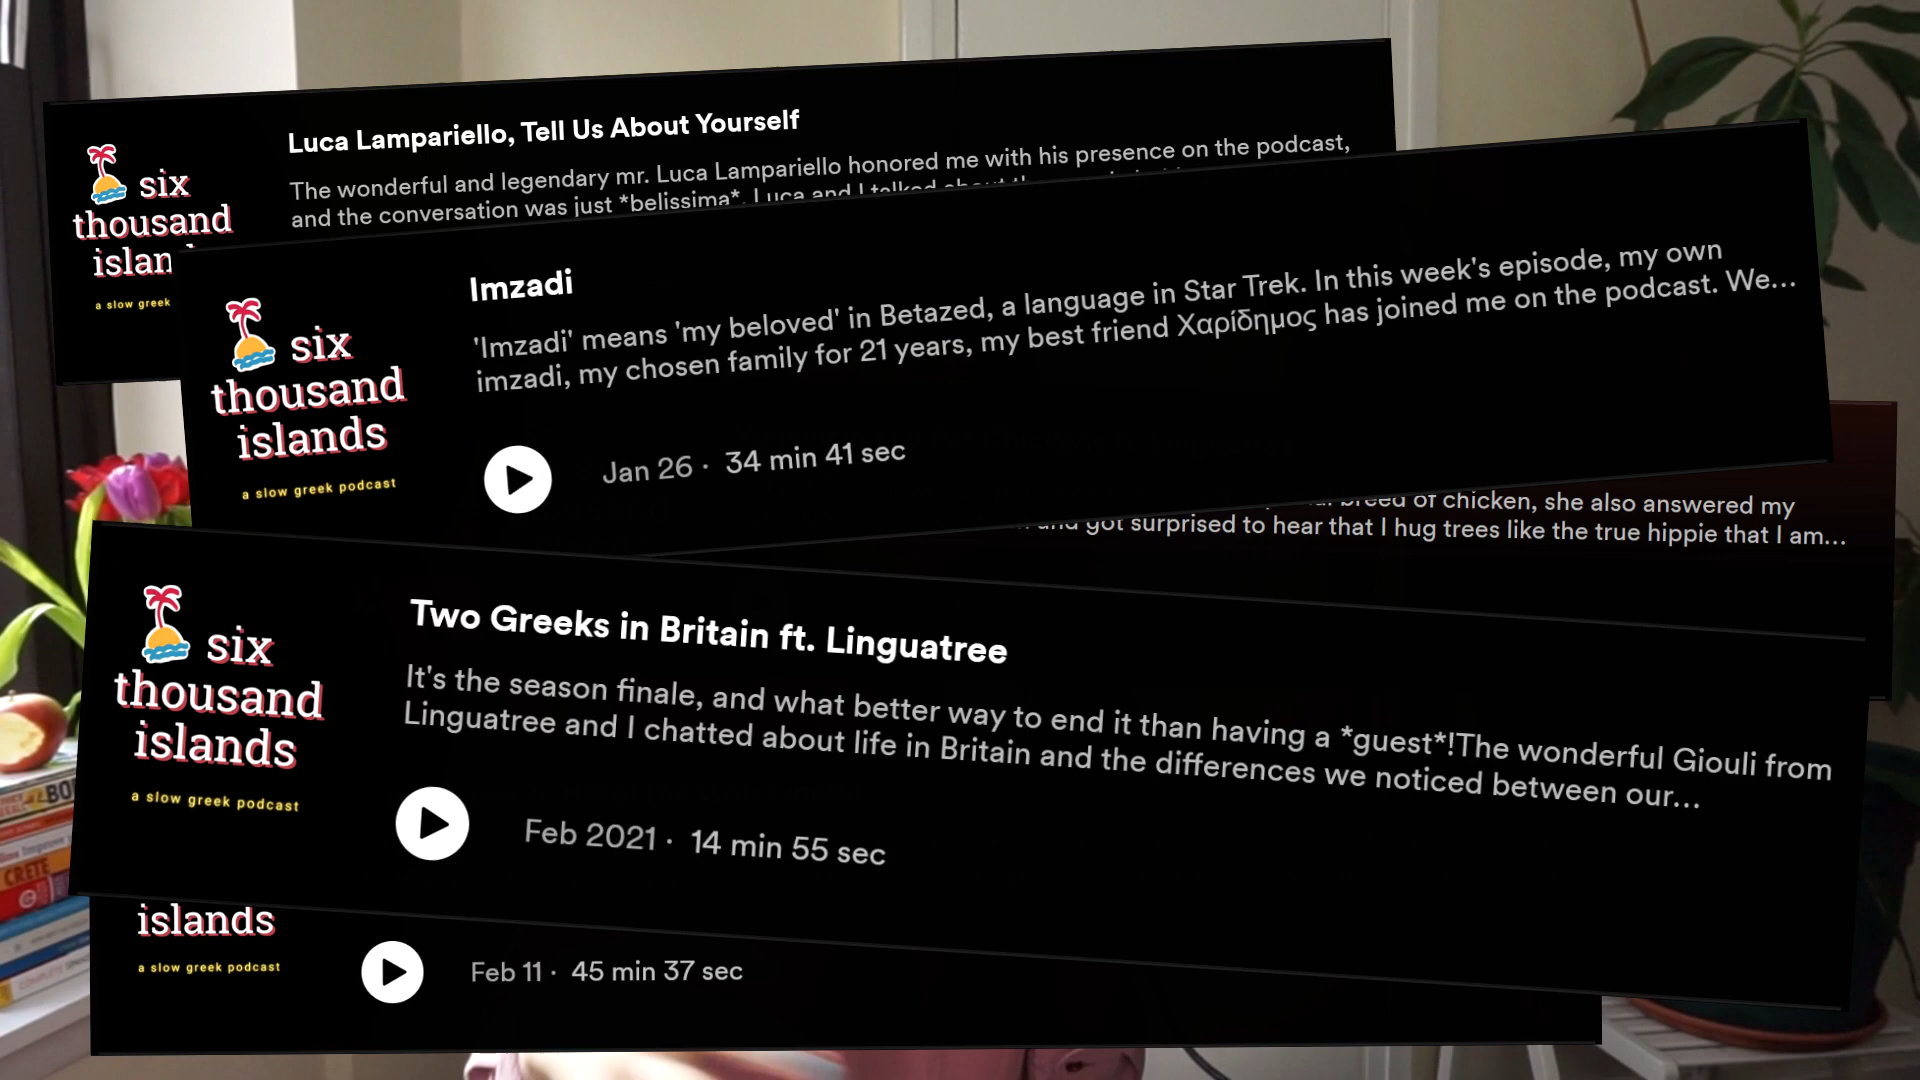 Luca Lampariello, Tell Us About Yourself
The wonderful and legendary mr. Luca Lampariello honored me with his presence on the podcast,
and the conversation was just *belissima*. Luca and I talked about
six
thousand
islan
a slow greek
Imzadi
'Imzadi' means 'my beloved' in Betazed, a language in Star Trek. In this week's episode, my own
imzadi, my chosen family for 21 years, my best friend Χαρίδημος has joined me on the podcast. We...
six
thousand
islands
a slow greek podcast
Jan 26 · 34 min 41 sec
breed of chicken, she also answered my
and got surprised to hear that I hug trees like the true hippie that I am...
Two Greeks in Britain ft. Linguatree
It's the season finale, and what better way to end it than having a *guest*!The wonderful Giouli from
Linguatree and I chatted about life in Britain and the differences we noticed between our...
six
thousand
islands
a slow greek podcast
Feb 2021 · 14 min 55 sec
islands
a slow greek podcast
Feb 11 · 45 min 37 sec
CRETE